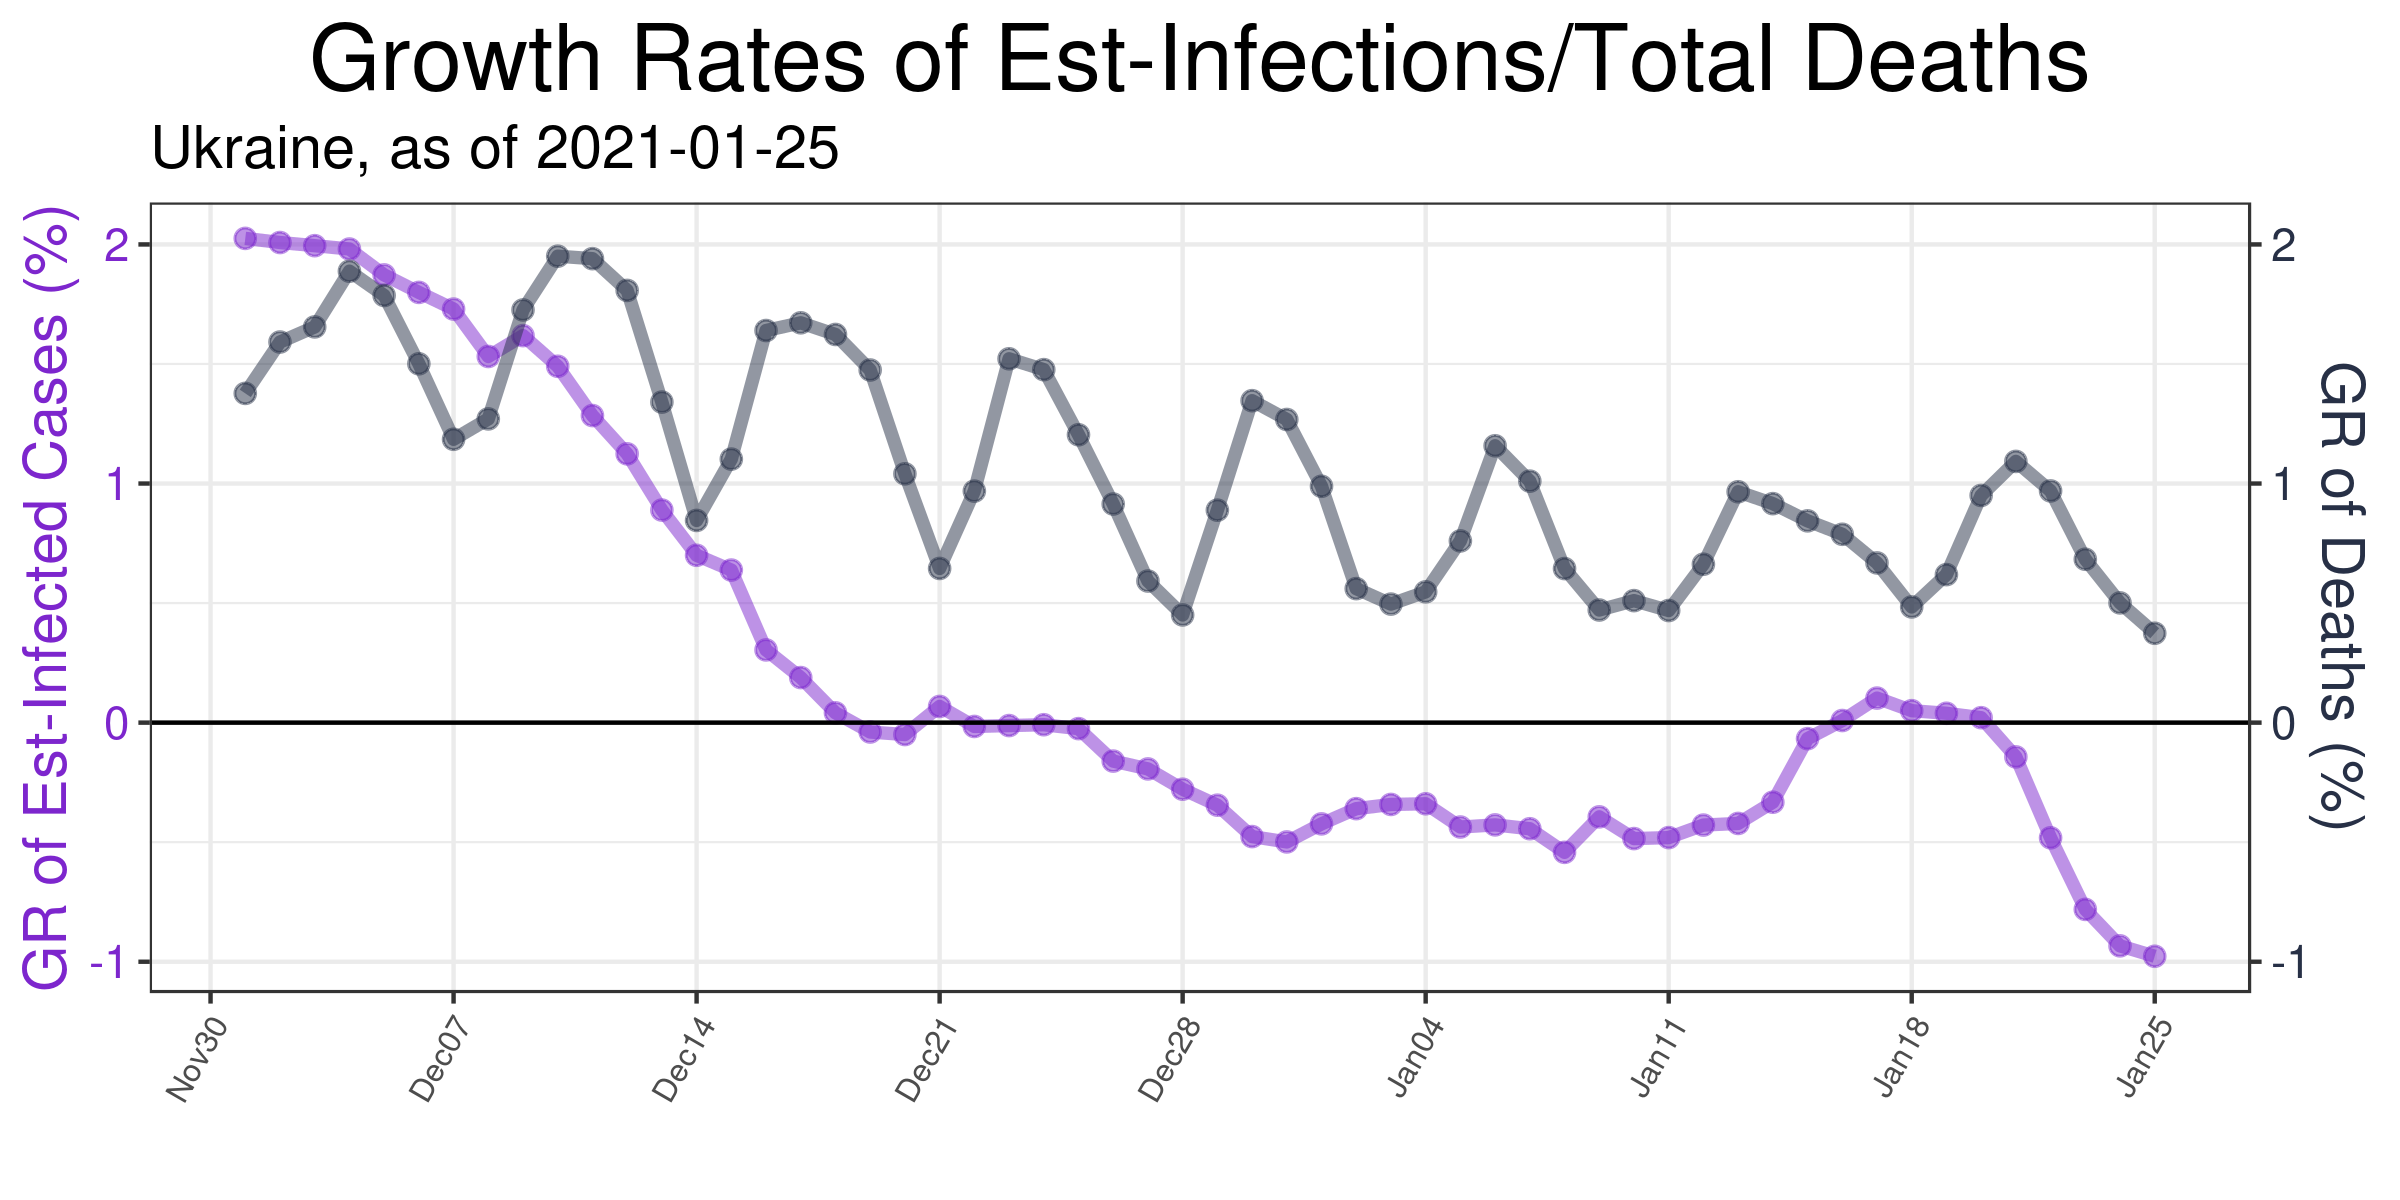 Growth Rates of Est-Infections/Total Deaths
Ukraine, as of 2021-01-25
GR of Est-Infected Cases (%)
2
1
0
-1
2
1
0
-1
GR of Deaths (%)
Nov30
Dec07
Dec14
Dec21
Dec28
Jan04
Jan11
Jan18
Jan25